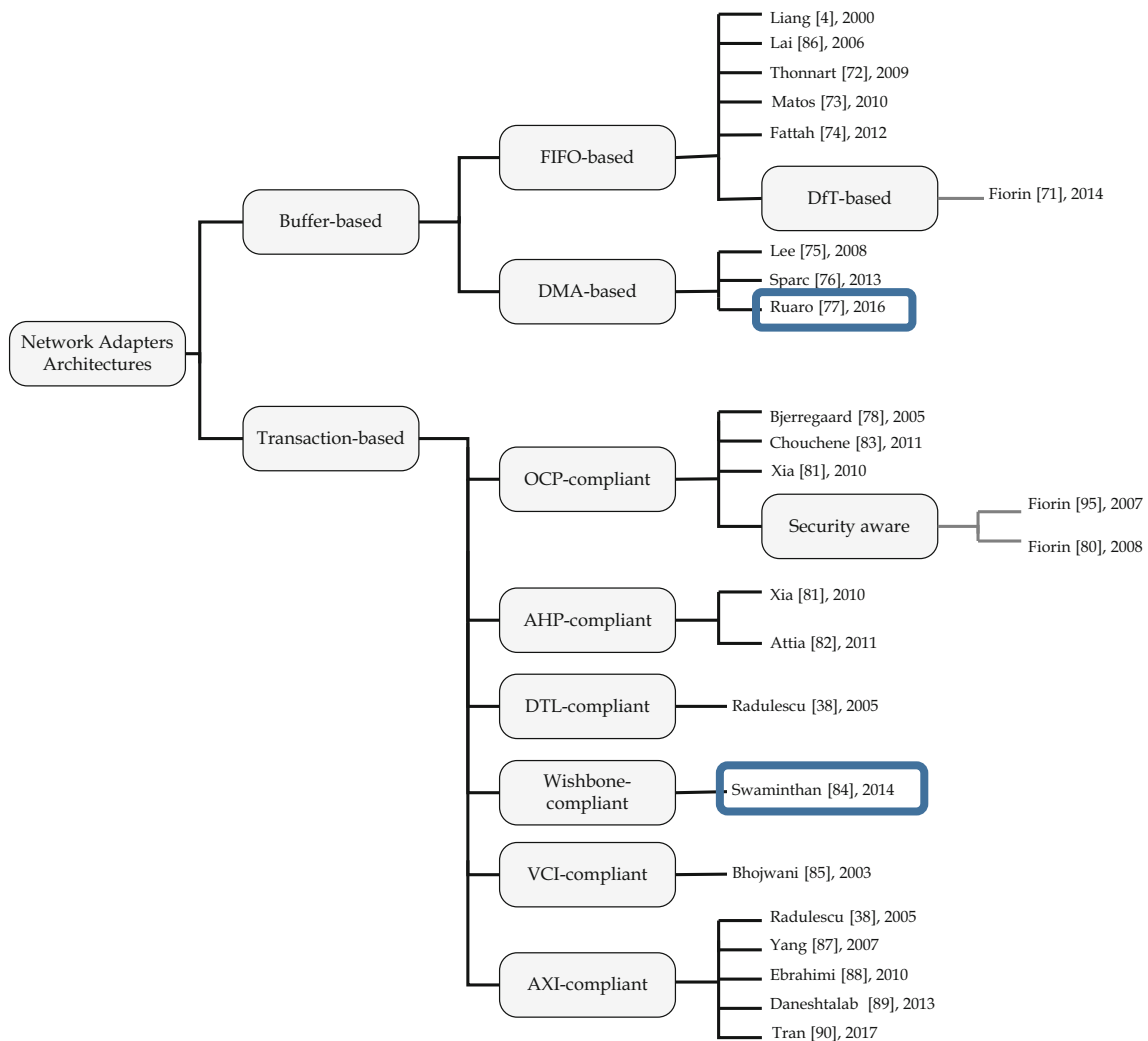 Network Adapters
Architectures
Buffer-based
FIFO-based
Liang [4], 2000
Lai [86], 2006
Thonnart [72], 2009
Matos [73], 2010
Fattah [74], 2012
DfT-based
Fiorin [71], 2014
DMA-based
Lee [75], 2008
Sparc [76], 2013
Ruaro [77], 2016
Transaction-based
OCP-compliant
Bjerregaard [78], 2005
Chouchene [83], 2011
Xia [81], 2010
Security aware
Fiorin [95], 2007
Fiorin [80], 2008
AHP-compliant
Xia [81], 2010
Attia [82], 2011
DTL-compliant
Radulescu [38], 2005
Wishbone-
compliant
Swaminthan [84], 2014
VCI-compliant
Bhojwani [85], 2003
AXI-compliant
Radulescu [38], 2005
Yang [87], 2007
Ebrahimi [88], 2010
Daneshtalab [89], 2013
Tran [90], 2017